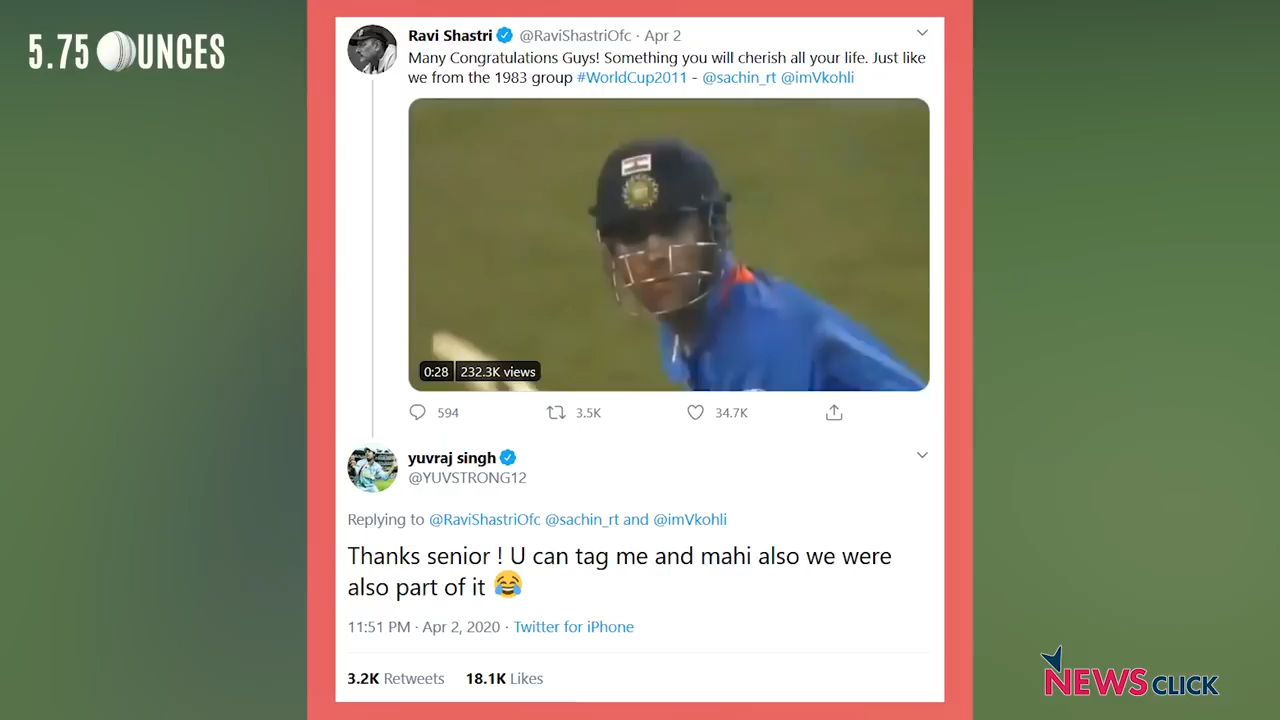 5.75 OUNCES
Ravi Shastri @RaviShastriOfc · Apr 2
Many Congratulations Guys! Something you will cherish all your life. Just like
we from the 1983 group #WorldCup2011 - @sachin_rt @imVkohli
0:28 232.3K views
594 3.5K 34.7K
yuvraj singh
@YUVSTRONG12
Replying to @RaviShastriOfc @sachin_rt and @imVkohli
Thanks senior ! U can tag me and mahi also we were
also part of it 😂
11:51 PM · Apr 2, 2020 · Twitter for iPhone
3.2K Retweets 18.1K Likes
NEWSCLICK